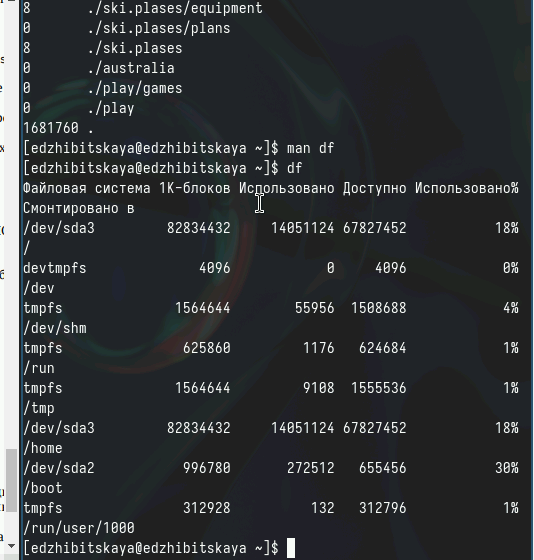 8       ./ski.plases/equipment
0       ./ski.plases/plans
8       ./ski.plases
0       ./australia
0       ./play/games
0       ./play
1681760 .
[edzhibitskaya@edzhibitskaya ~]$ man df
[edzhibitskaya@edzhibitskaya ~]$ df
Файловая система 1K-блоков Использовано Доступно Использовано%
Смонтировано в
/dev/sda3         82834432     14051124 67827452           18%
/
devtmpfs              4096            0     4096            0%
/dev
tmpfs              1564644        55956  1508688            4%
/dev/shm
tmpfs               625860         1176   624684            1%
/run
tmpfs              1564644         9108  1555536            1%
/tmp
/dev/sda3         82834432     14051124 67827452           18%
/home
/dev/sda2           996780       272512   655456           30%
/boot
tmpfs               312928          132   312796            1%
/run/user/1000
[edzhibitskaya@edzhibitskaya ~]$